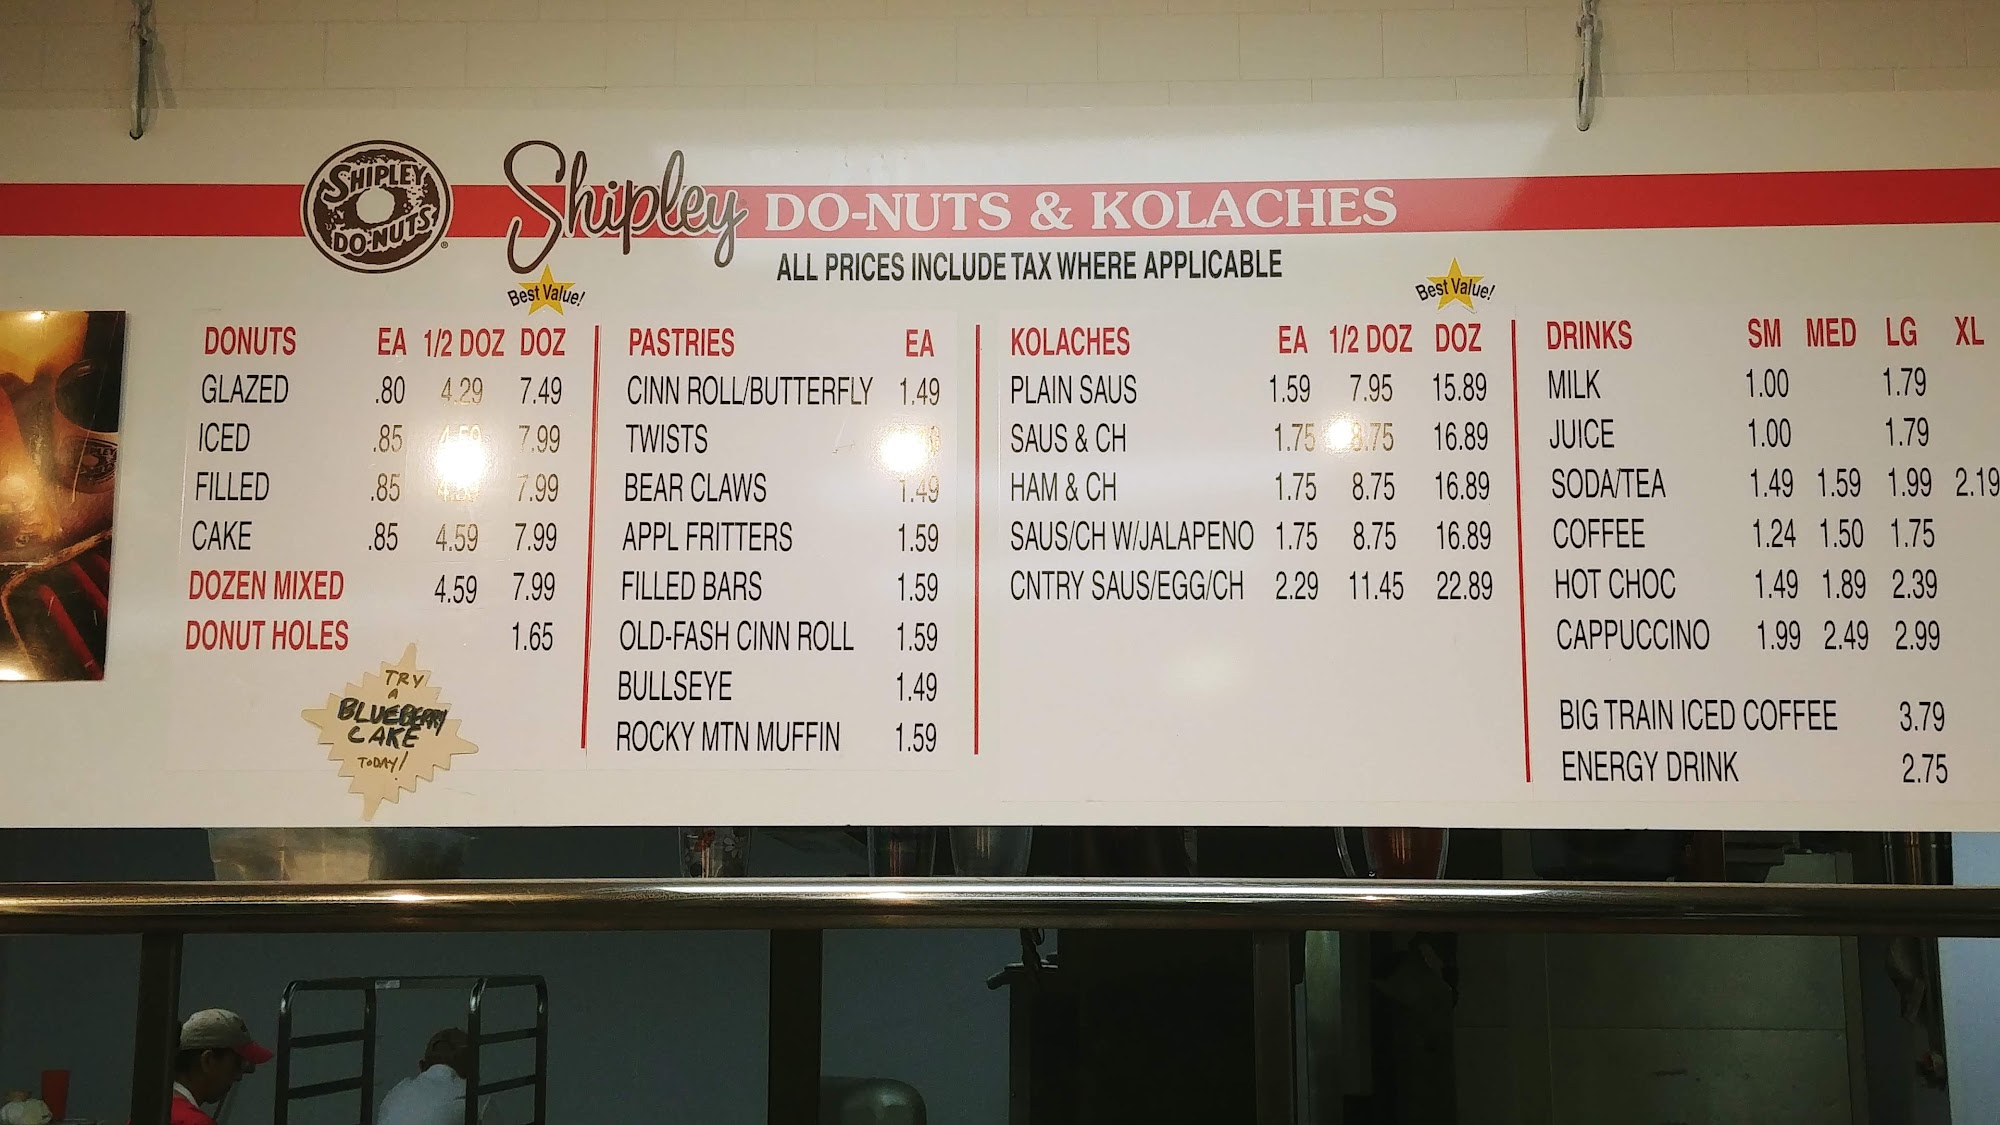 SHIPLEY
DO-NUTS
®
Shipley DO-NUTS & KOLACHES
ALL PRICES INCLUDE TAX WHERE APPLICABLE
Best Value!
DONUTS EA 1/2 DOZ DOZ
GLAZED .80 4.29 7.49
ICED .85 4.59 7.99
FILLED .85 7.99
CAKE .85 4.59 7.99
DOZEN MIXED 4.59 7.99
DONUT HOLES 1.65
TRY
A
BLUEBERRY
CAKE
TODAY!
PASTRIES EA
CINN ROLL/BUTTERFLY 1.49
TWISTS
BEAR CLAWS 1.49
APPL FRITTERS 1.59
FILLED BARS 1.59
OLD-FASH CINN ROLL 1.59
BULLSEYE 1.49
ROCKY MTN MUFFIN 1.59
Best Value!
KOLACHES EA 1/2 DOZ DOZ
PLAIN SAUS 1.59 7.95 15.89
SAUS & CH 1.75 8.75 16.89
HAM & CH 1.75 8.75 16.89
SAUS/CH W/JALAPENO 1.75 8.75 16.89
CNTRY SAUS/EGG/CH 2.29 11.45 22.89
DRINKS SM MED LG XL
MILK 1.00 1.79
JUICE 1.00 1.79
SODA/TEA 1.49 1.59 1.99 2.19
COFFEE 1.24 1.50 1.75
HOT CHOC 1.49 1.89 2.39
CAPPUCCINO 1.99 2.49 2.99
BIG TRAIN ICED COFFEE 3.79
ENERGY DRINK 2.75